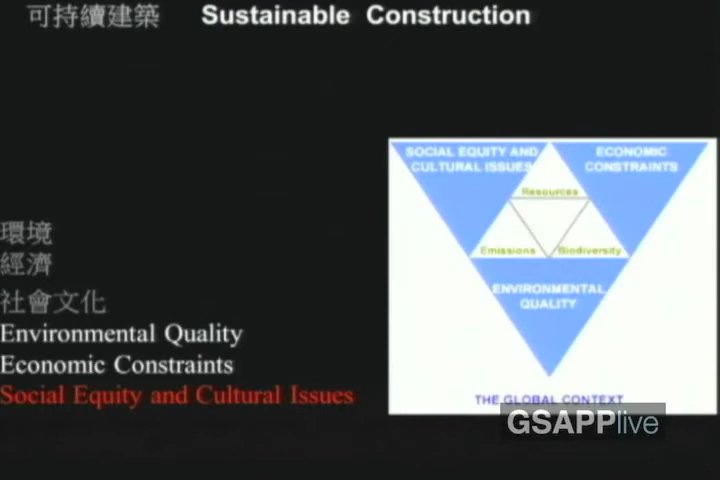 可持續建築 Sustainable Construction
SOCIAL EQUITY AND
CULTURAL ISSUES
ECONOMIC
CONSTRAINTS
Resources
Emissions
Biodiversity
ENVIRONMENTAL
QUALITY
THE GLOBAL CONTEXT
環境
經濟
社會文化
Environmental Quality
Economic Constraints
Social Equity and Cultural Issues
GSAPPlive